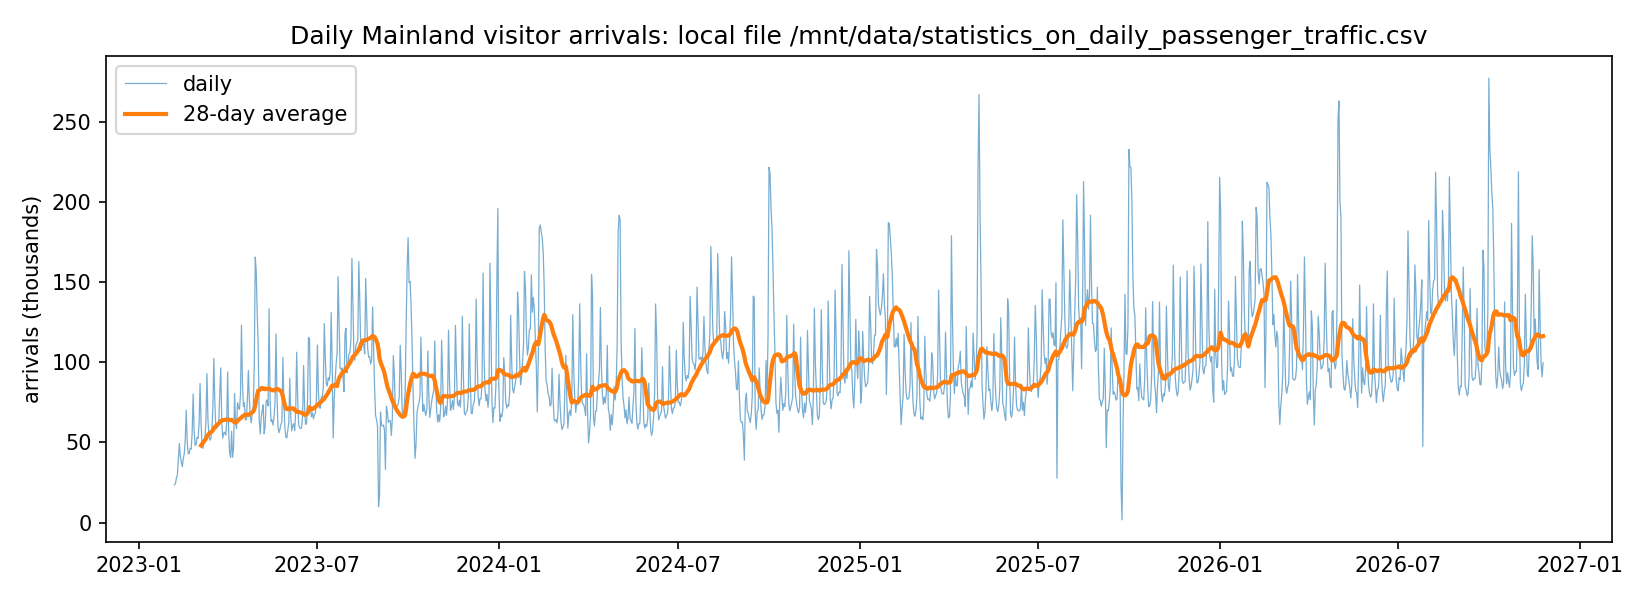 Daily Mainland visitor arrivals: local file /mnt/data/statistics_on_daily_passenger_traffic.csv
daily
28-day average
arrivals (thousands)
250
200
150
100
50
0
2023-01 2023-07 2024-01 2024-07 2025-01 2025-07 2026-01 2026-07 2027-01